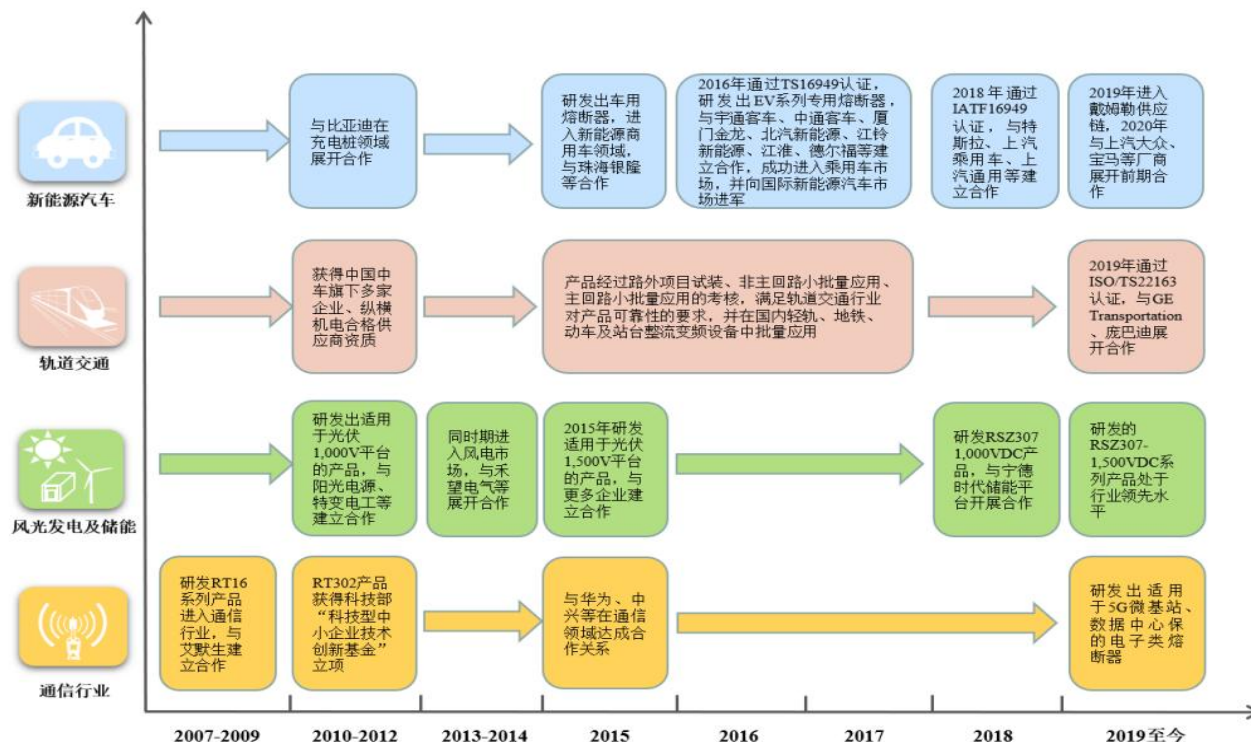 与比亚迪在
充电桩领域
展开合作
研发出车用
熔断器，进
入新能源商
用车领域，
与珠海银隆
等合作
2016年通过TS16949认证，
研发出EV系列专用熔断器，
与宇通客车、中通客车、厦
门金龙、北汽新能源、江铃
新能源、江淮、德尔福等建
立合作，成功进入乘用车市
场，并向国际新能源汽车市
场进军
2018年通过
IATF16949
认证，与特
斯拉、上汽
乘用车、上
汽通用等建
立合作
2019年进入
戴姆勒供应
链，2020年
与上汽大众、
宝马等厂商
展开前期合
作
新能源汽车
获得中国中
车旗下多家
企业、纵横
机电合格供
应商资质
产品经过路外项目试装、非主回路小批量应用、
主回路小批量应用的考核，满足轨道交通行业
对产品可靠性的要求，并在国内轻轨、地铁、
动车及站台整流变频设备中批量应用
2019年通过
ISO/TS22163
认证，与GE
Transportation
、庞巴迪展
开合作
轨道交通
研发出适用
于光伏
1,000V平台
的产品，与
阳光电源、
特变电工等
建立合作
同时期进
入风电市
场，与禾
望电气等
展开合作
2015年研发
适用于光伏
1,500V平台
的产品，与
更多企业建
立合作
研发RSZ307
1,000VDC产
品，与宁德
时代储能平
台开展合作
研发的
RSZ307-
1,500VDC系
列产品处于
行业领先水
平
风光发电及储能
研发RT16
系列产品
进入通信
行业，与
艾默生建
立合作
RT302产品
获得科技部
“科技型中
小企业技术
创新基金”
立项
与华为、中
兴等在通信
领域达成合
作关系
研发出适用
于5G微基站、
数据中心保
的电子类熔
断器
通信行业
2007-2009
2010-2012
2013-2014
2015
2016
2017
2018
2019至今